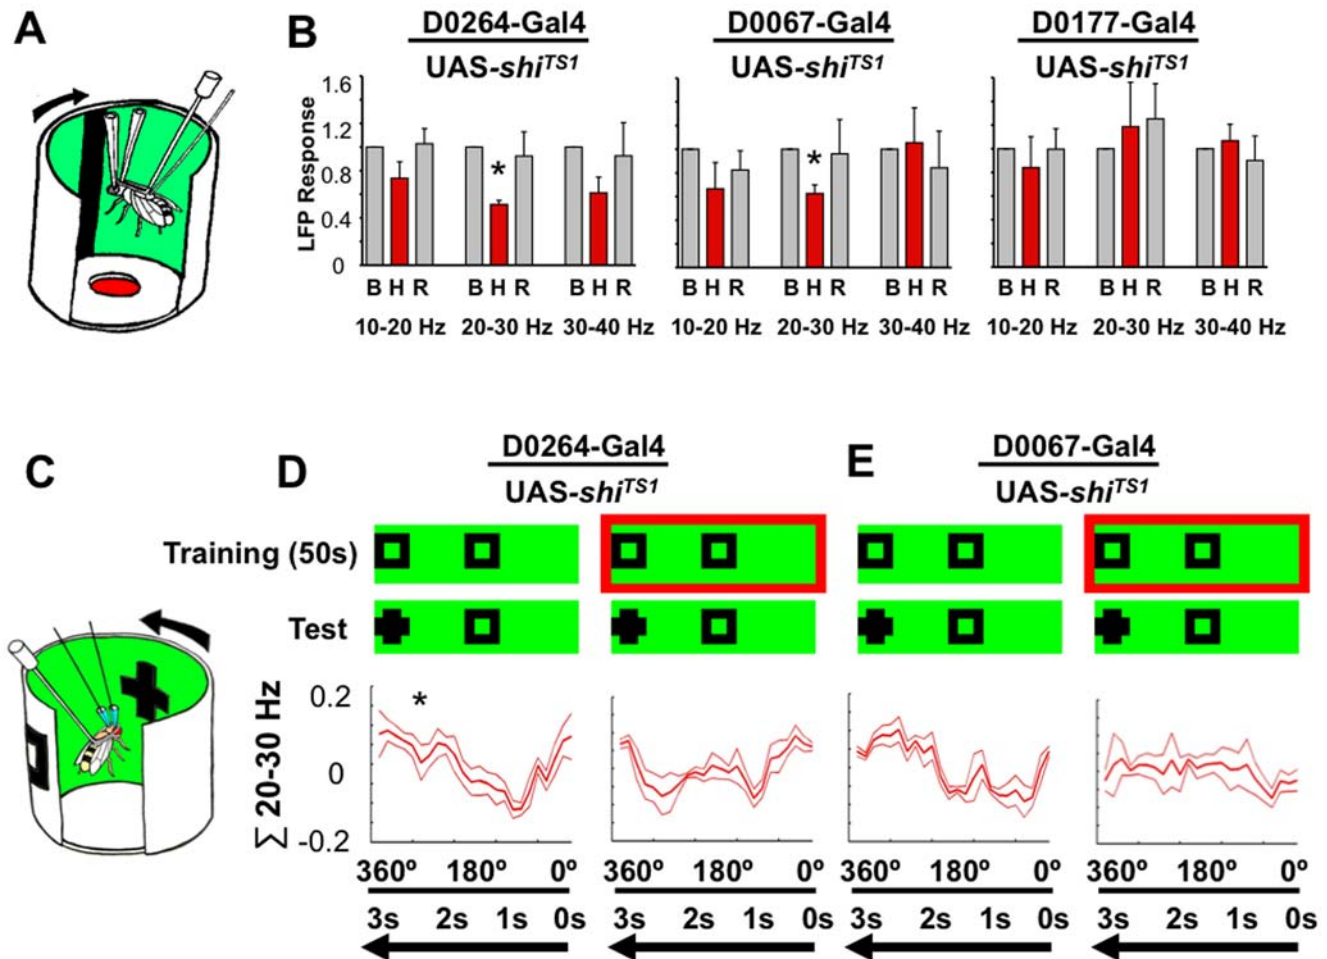 A
B
D0264-Gal4
UAS-shiTS1
D0067-Gal4
UAS-shiTS1
D0177-Gal4
UAS-shiTS1
LFP Response
1.6
1.2
0.8
0.4
0
B H R B H R B H R
10-20 Hz 20-30 Hz 30-40 Hz
B H R B H R B H R
10-20 Hz 20-30 Hz 30-40 Hz
B H R B H R B H R
10-20 Hz 20-30 Hz 30-40 Hz
*
*
C
D
D0264-Gal4
UAS-shiTS1
E
D0067-Gal4
UAS-shiTS1
Training (50s)
Test
∑ 20-30 Hz
0.2
0
-0.2
*
360º 180º 0º
3s 2s 1s 0s
360º 180º 0º
3s 2s 1s 0s
360º 180º 0º
3s 2s 1s 0s
360º 180º 0º
3s 2s 1s 0s